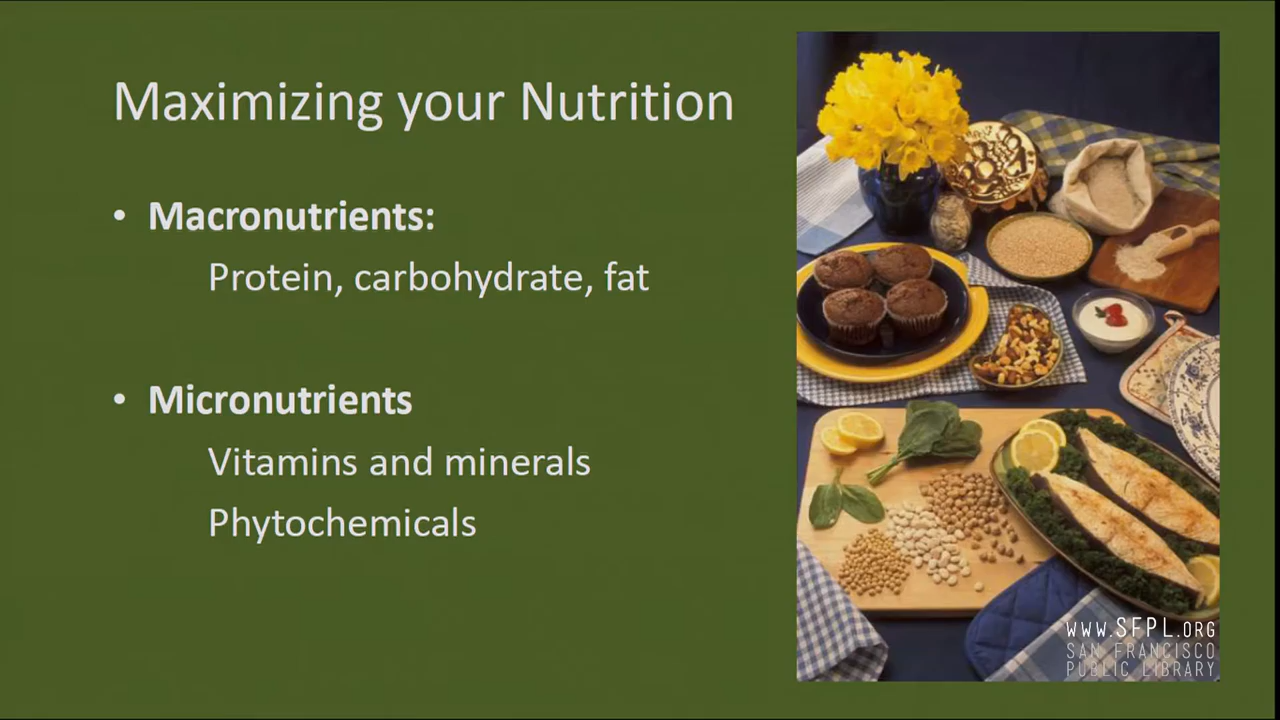 Maximizing your Nutrition
• Macronutrients:
Protein, carbohydrate, fat
• Micronutrients
Vitamins and minerals
Phytochemicals
WWW.SFPL.ORG
SAN FRANCISCO
PUBLIC LIBRARY